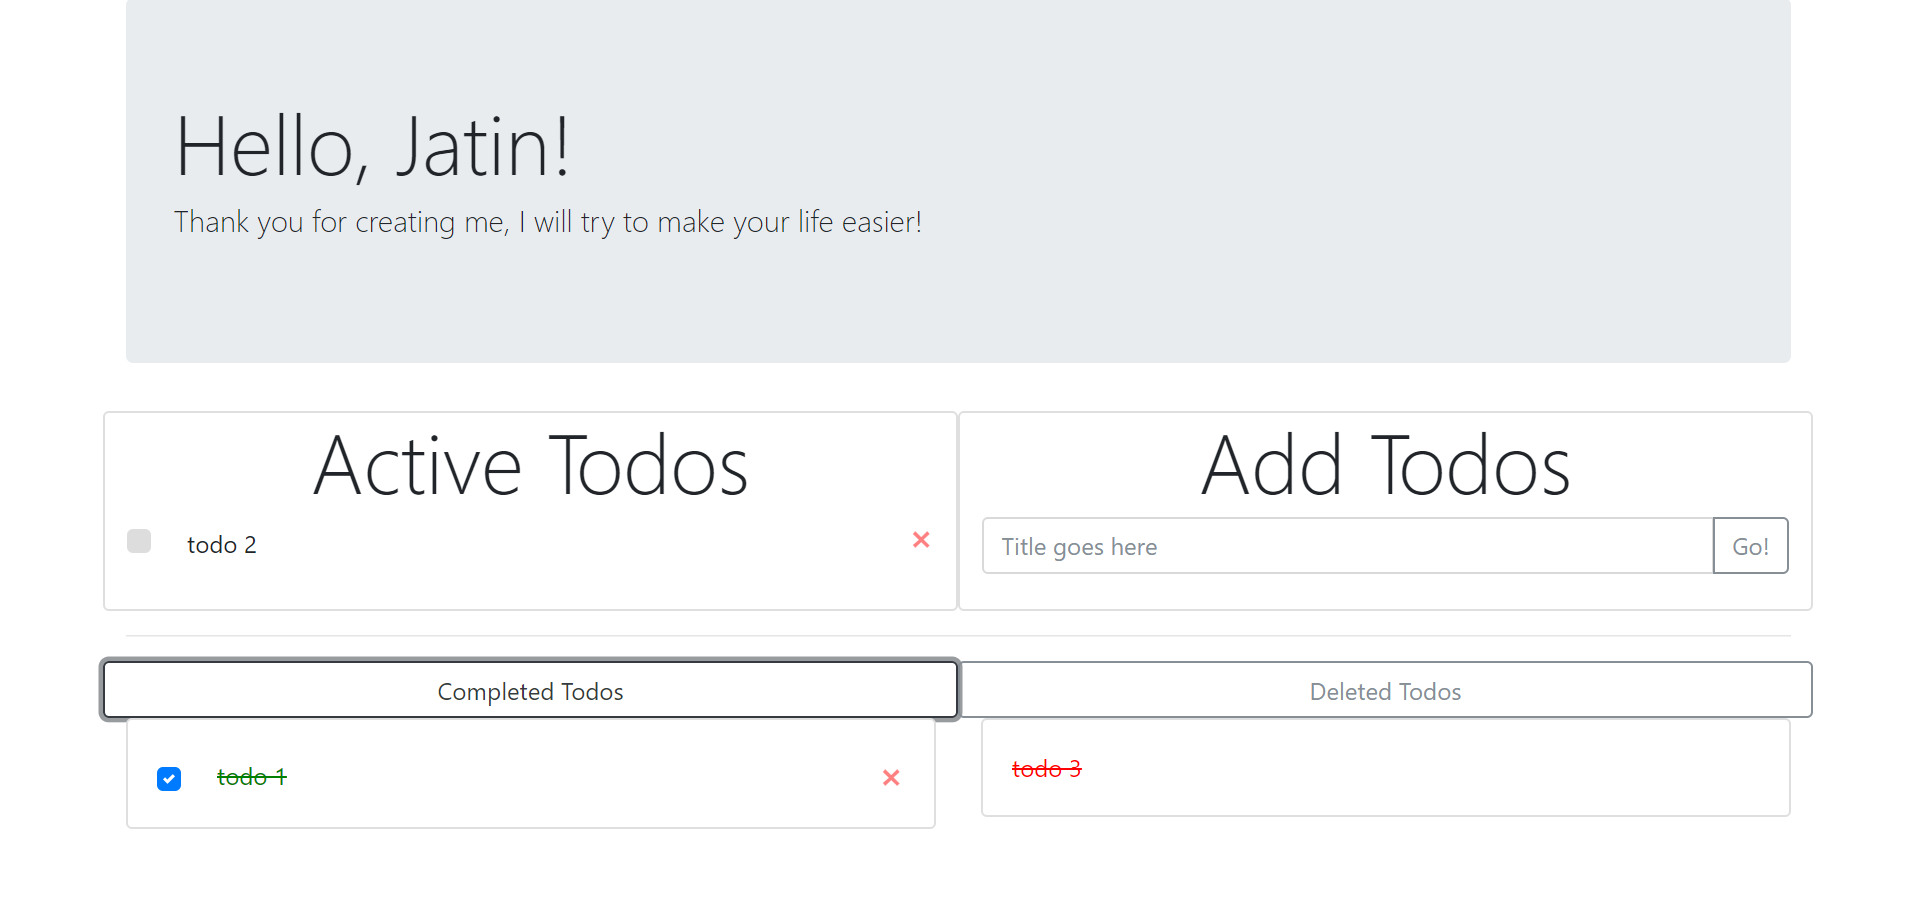 Hello, Jatin!
Thank you for creating me, I will try to make your life easier!
Active Todos
todo 2
Add Todos
Title goes here
Go!
Completed Todos
todo 1
Deleted Todos
todo 3